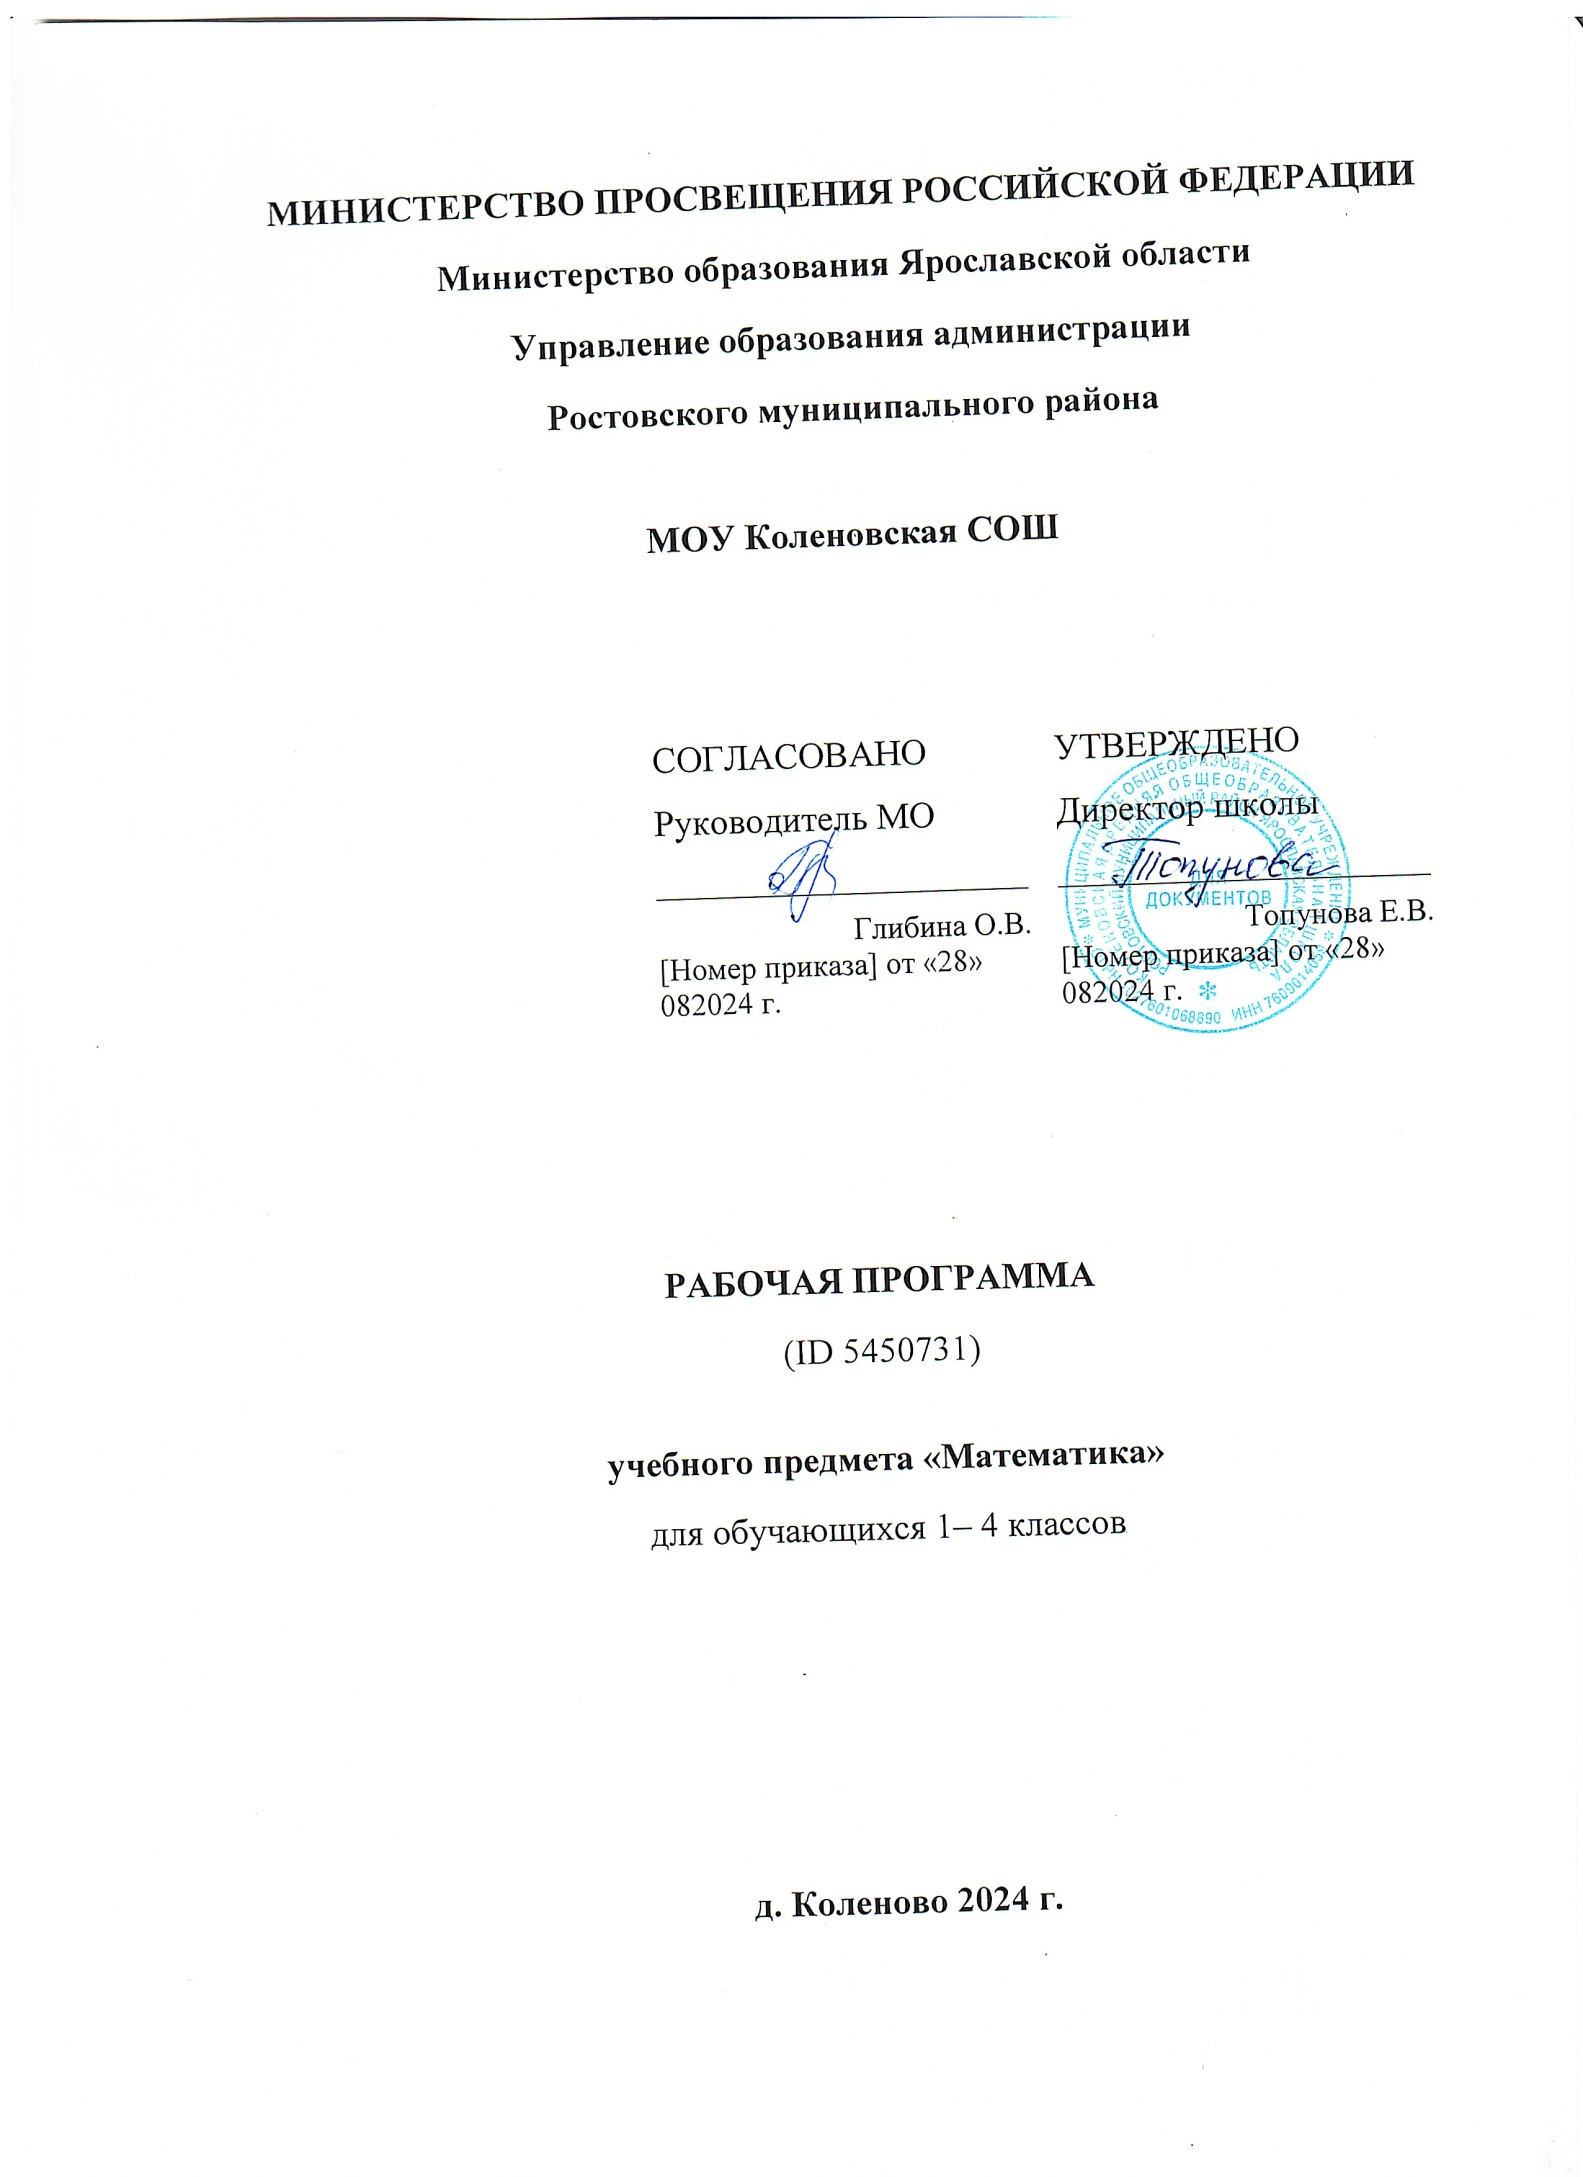 МИНИСТЕРСТВО ПРОСВЕЩЕНИЯ РОССИЙСКОЙ ФЕДЕРАЦИИ
Министерство образования Ярославской области
Управление образования администрации
Ростовского муниципального района
МОУ Коленовская СОШ
СОГЛАСОВАНО
Руководитель МО
Глибина О.В.
[Номер приказа] от «28»
082024 г.
УТВЕРЖДЕНО
Директор школы
Топунова
Топунова Е.В.
[Номер приказа] от «28»
082024 г.
ДОКУМЕНТОВ
ИНН
РАБОЧАЯ ПРОГРАММА
(ID 5450731)
учебного предмета «Математика»
для обучающихся 1– 4 классов
д. Коленово 2024 г.